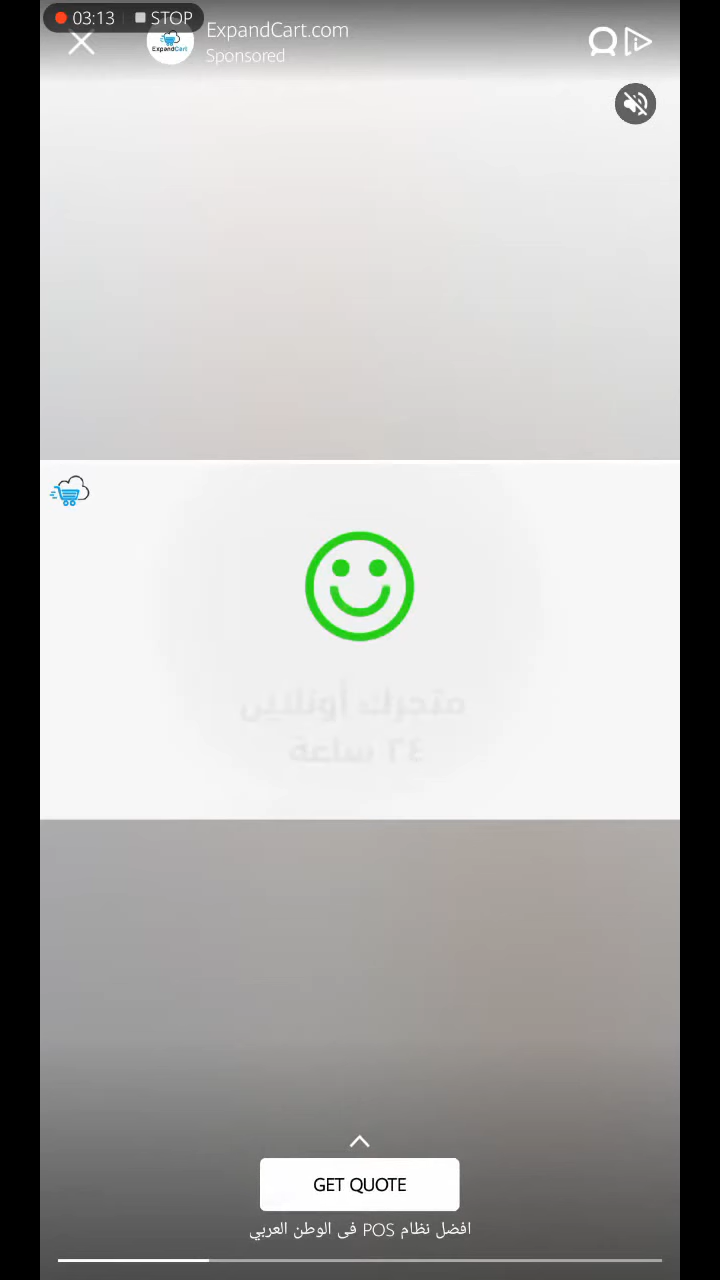 03:13 STOP
ExpandCart.com
Sponsored
ExpandCart
متجرك أونلاين
٢٤ ساعة
GET QUOTE
افضل نظام POS فى الوطن العربي